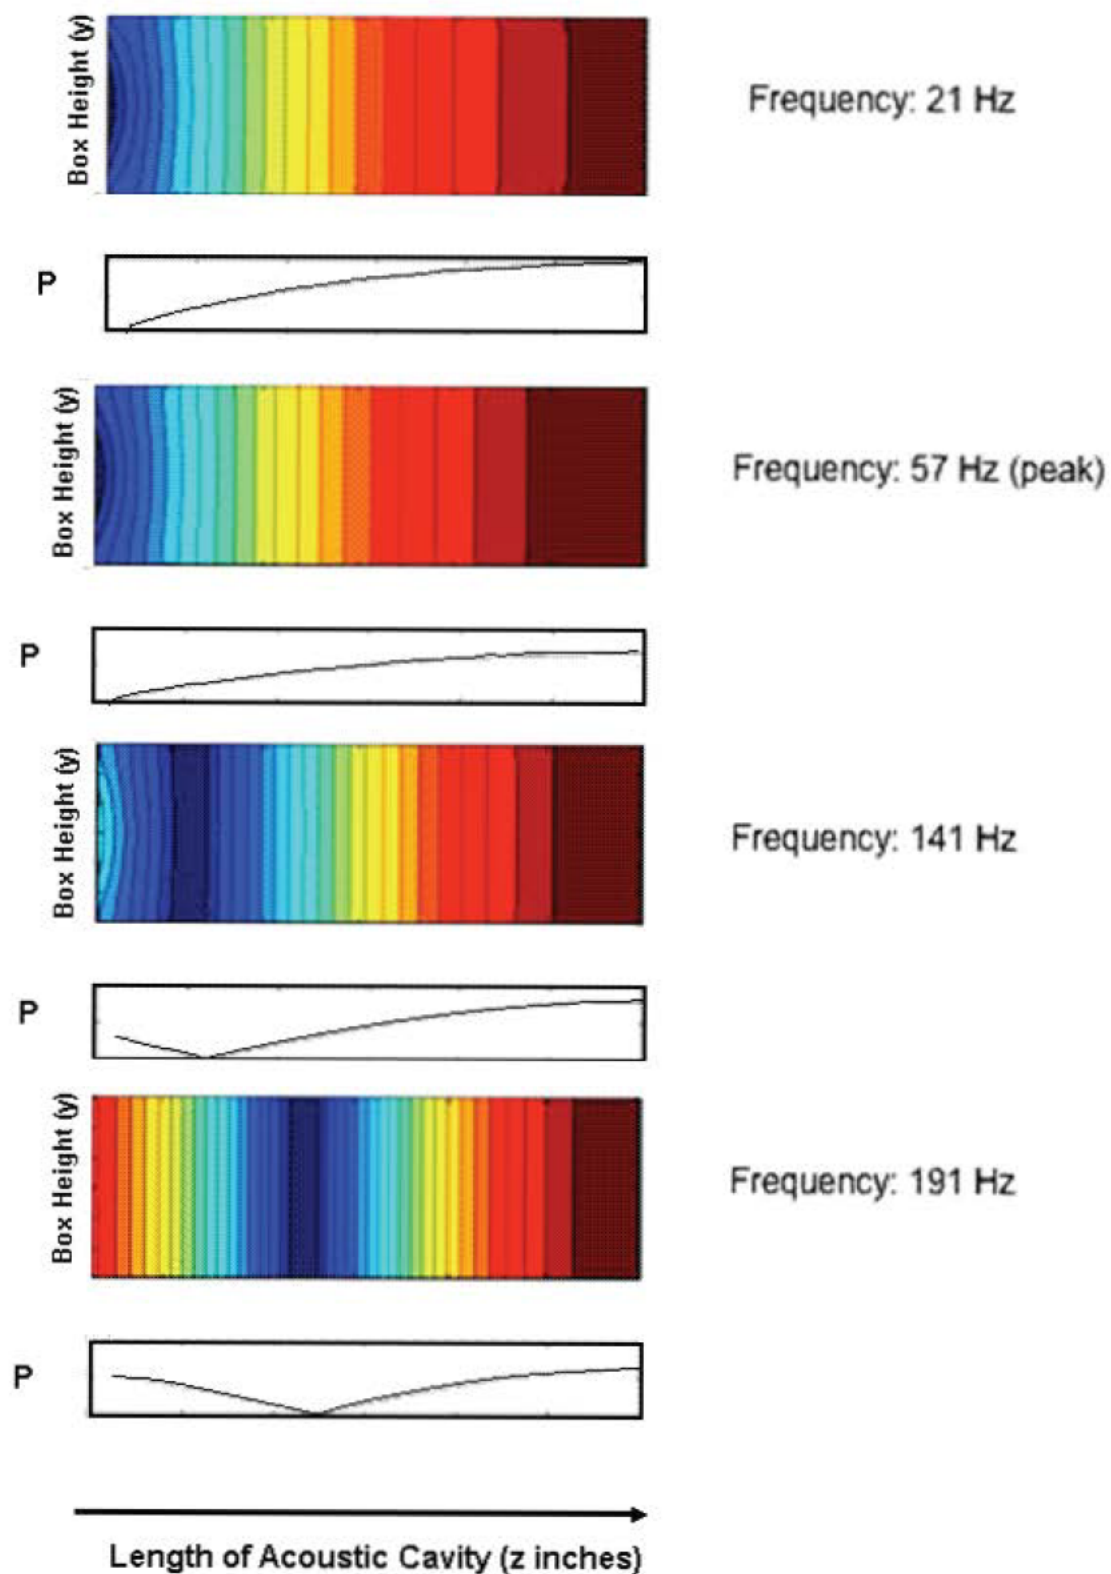 Box Height (y)
Frequency: 21 Hz
P
Box Height (y)
Frequency: 57 Hz (peak)
P
Box Height (y)
Frequency: 141 Hz
P
Box Height (y)
Frequency: 191 Hz
P
Length of Acoustic Cavity (z inches)